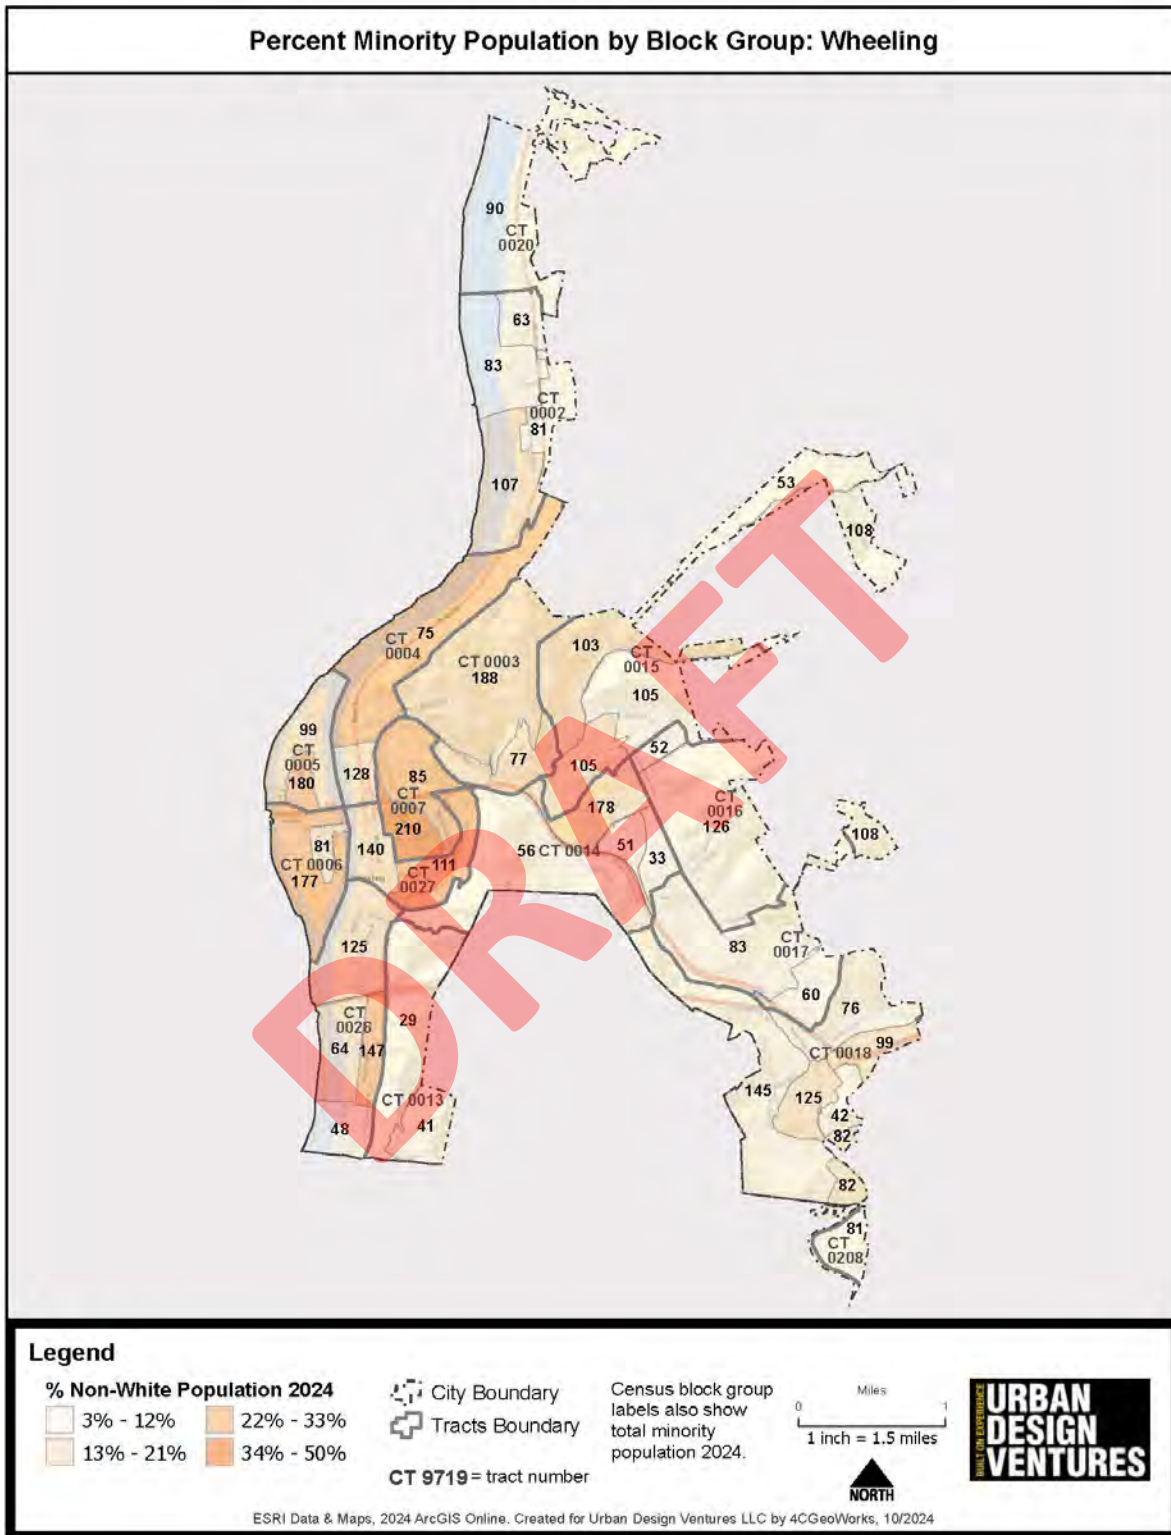 Percent Minority Population by Block Group: Wheeling
90
CT
0020
63
83
CT
0002
81
107
53
108
75
CT
0004
CT 0003
188
103
CT
0015
105
99
CT
0005
180
128
85
CT
0007
210
77
105
52
178
CT
0016
126
108
81
CT 0006
177
140
111
CT
0027
56 CT 0014
51
33
125
83
CT
0017
60
76
CT
0026
64
147
29
CT 0018
99
145
125
42
82
CT 0013
41
48
82
81
CT
0208
DRAFT
Legend
% Non-White Population 2024
3% - 12%
22% - 33%
13% - 21%
34% - 50%
City Boundary
Tracts Boundary
CT 9719 = tract number
Census block group
labels also show
total minority
population 2024.
Miles
0 1
1 inch = 1.5 miles
NORTH
BUILT ON EXPERIENCE
URBAN
DESIGN
VENTURES
ESRI Data & Maps, 2024 ArcGIS Online. Created for Urban Design Ventures LLC by 4CGeoWorks, 10/2024